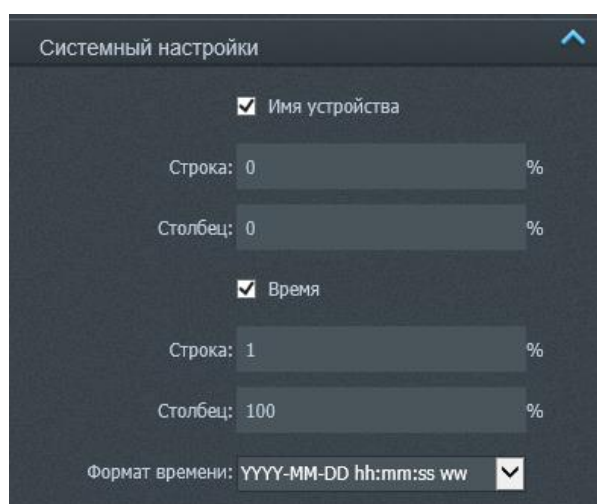 Системный настройки
Имя устройства
Строка: 0 %
Столбец: 0 %
Время
Строка: 1 %
Столбец: 100 %
Формат времени: YYYY-MM-DD hh:mm:ss ww